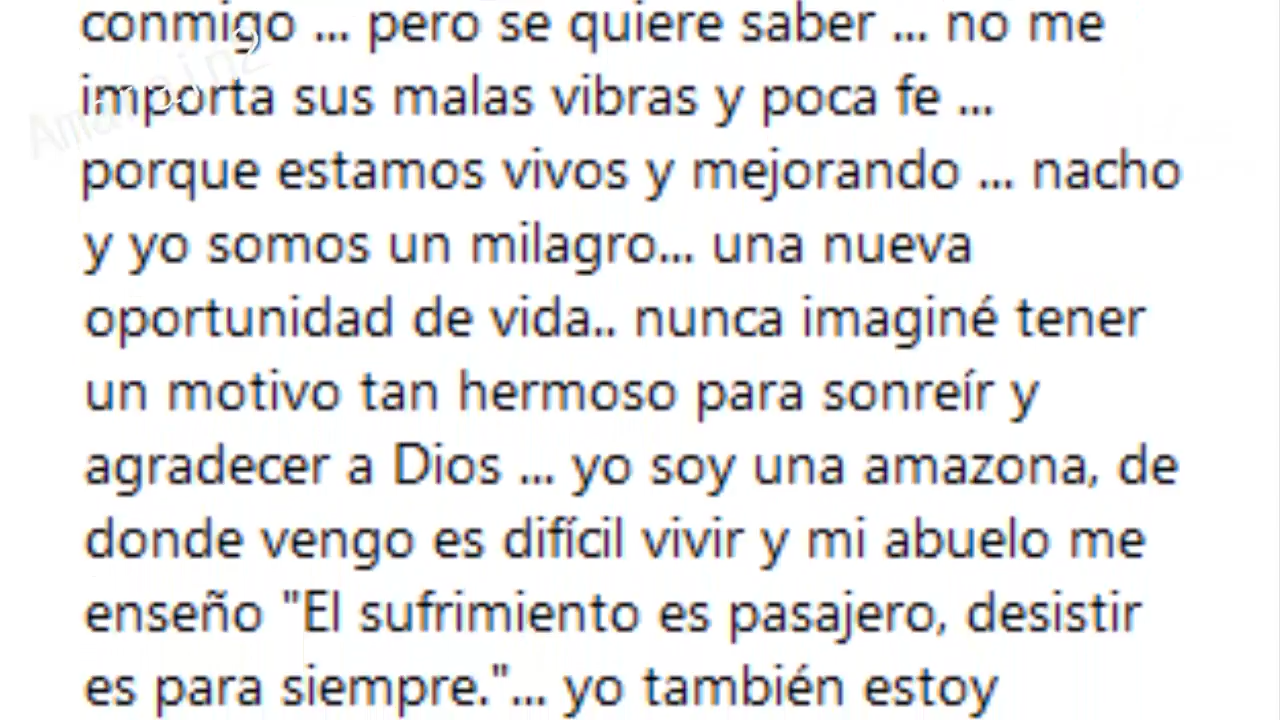 conmigo ... pero se quiere saber ... no me
importa sus malas vibras y poca fe ...
porque estamos vivos y mejorando ... nacho
y yo somos un milagro... una nueva
oportunidad de vida.. nunca imaginé tener
un motivo tan hermoso para sonreír y
agradecer a Dios ... yo soy una amazona, de
donde vengo es difícil vivir y mi abuelo me
enseño "El sufrimiento es pasajero, desistir
es para siempre."... yo también estoy